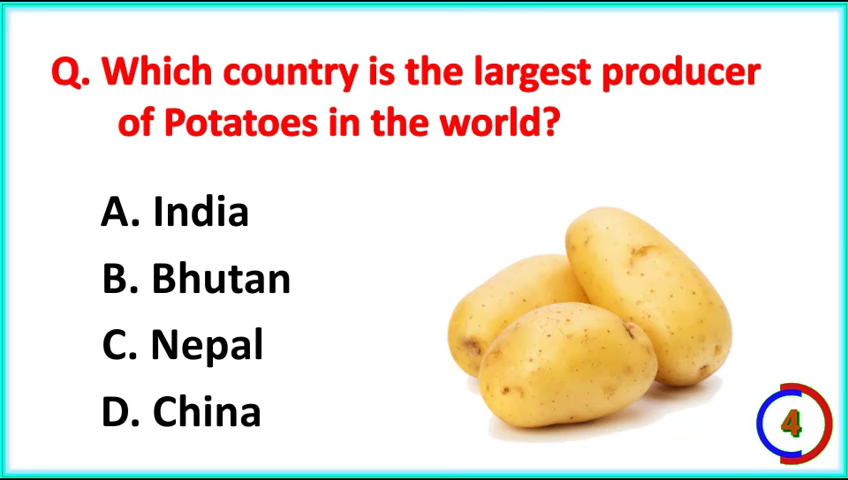 Q. Which country is the largest producer
of Potatoes in the world?
A. India
B. Bhutan
C. Nepal
D. China
4